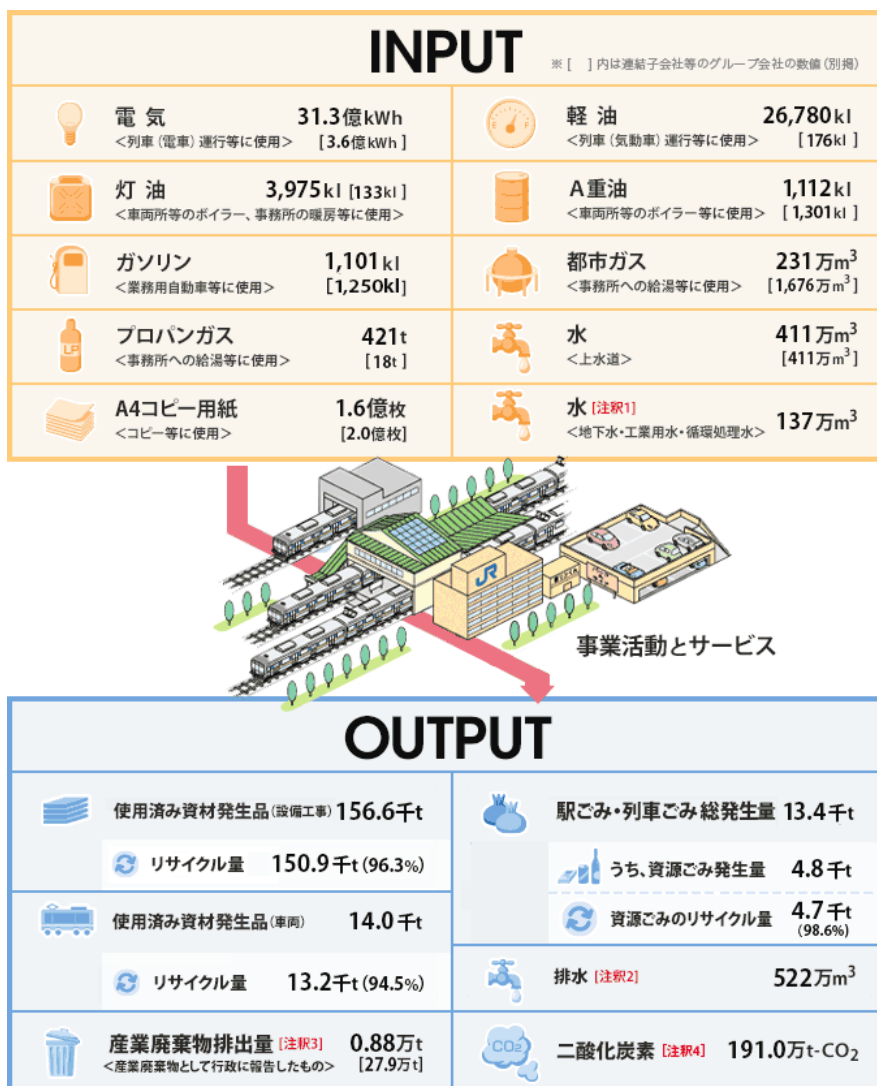 INPUT
※[ ]内は連結子会社等のグループ会社の数値(別掲)
電 気 31.3億kWh
<列車(電車)運行等に使用> [3.6億kWh]
軽 油 26,780kl
<列車(気動車)運行等に使用> [176kl]
灯 油 3,975kl [133kl]
<車両所等のボイラー、事務所の暖房等に使用>
A重油 1,112kl
<車両所等のボイラー等に使用> [1,301kl]
ガソリン 1,101kl
<業務用自動車等に使用> [1,250kl]
都市ガス 231万m³
<事務所への給湯等に使用> [1,676万m³]
プロパンガス 421t
<事務所への給湯等に使用> [18t]
水 411万m³
<上水道> [411万m³]
A4コピー用紙 1.6億枚
<コピー等に使用> [2.0億枚]
水[注釈1] 137万m³
<地下水・工業用水・循環処理水>
LP
E F
JR
事業活動とサービス
OUTPUT
使用済み資材発生品(設備工事) 156.6千t
リサイクル量 150.9千t(96.3%)
使用済み資材発生品(車両) 14.0千t
リサイクル量 13.2千t(94.5%)
産業廃棄物排出量[注釈3] 0.88万t
<産業廃棄物として行政に報告したもの> [27.9万t]
駅ごみ・列車ごみ総発生量 13.4千t
うち、資源ごみ発生量 4.8千t
資源ごみのリサイクル量 4.7千t
(98.6%)
排水[注釈2] 522万m³
CO₂
二酸化炭素[注釈4] 191.0万t-CO₂